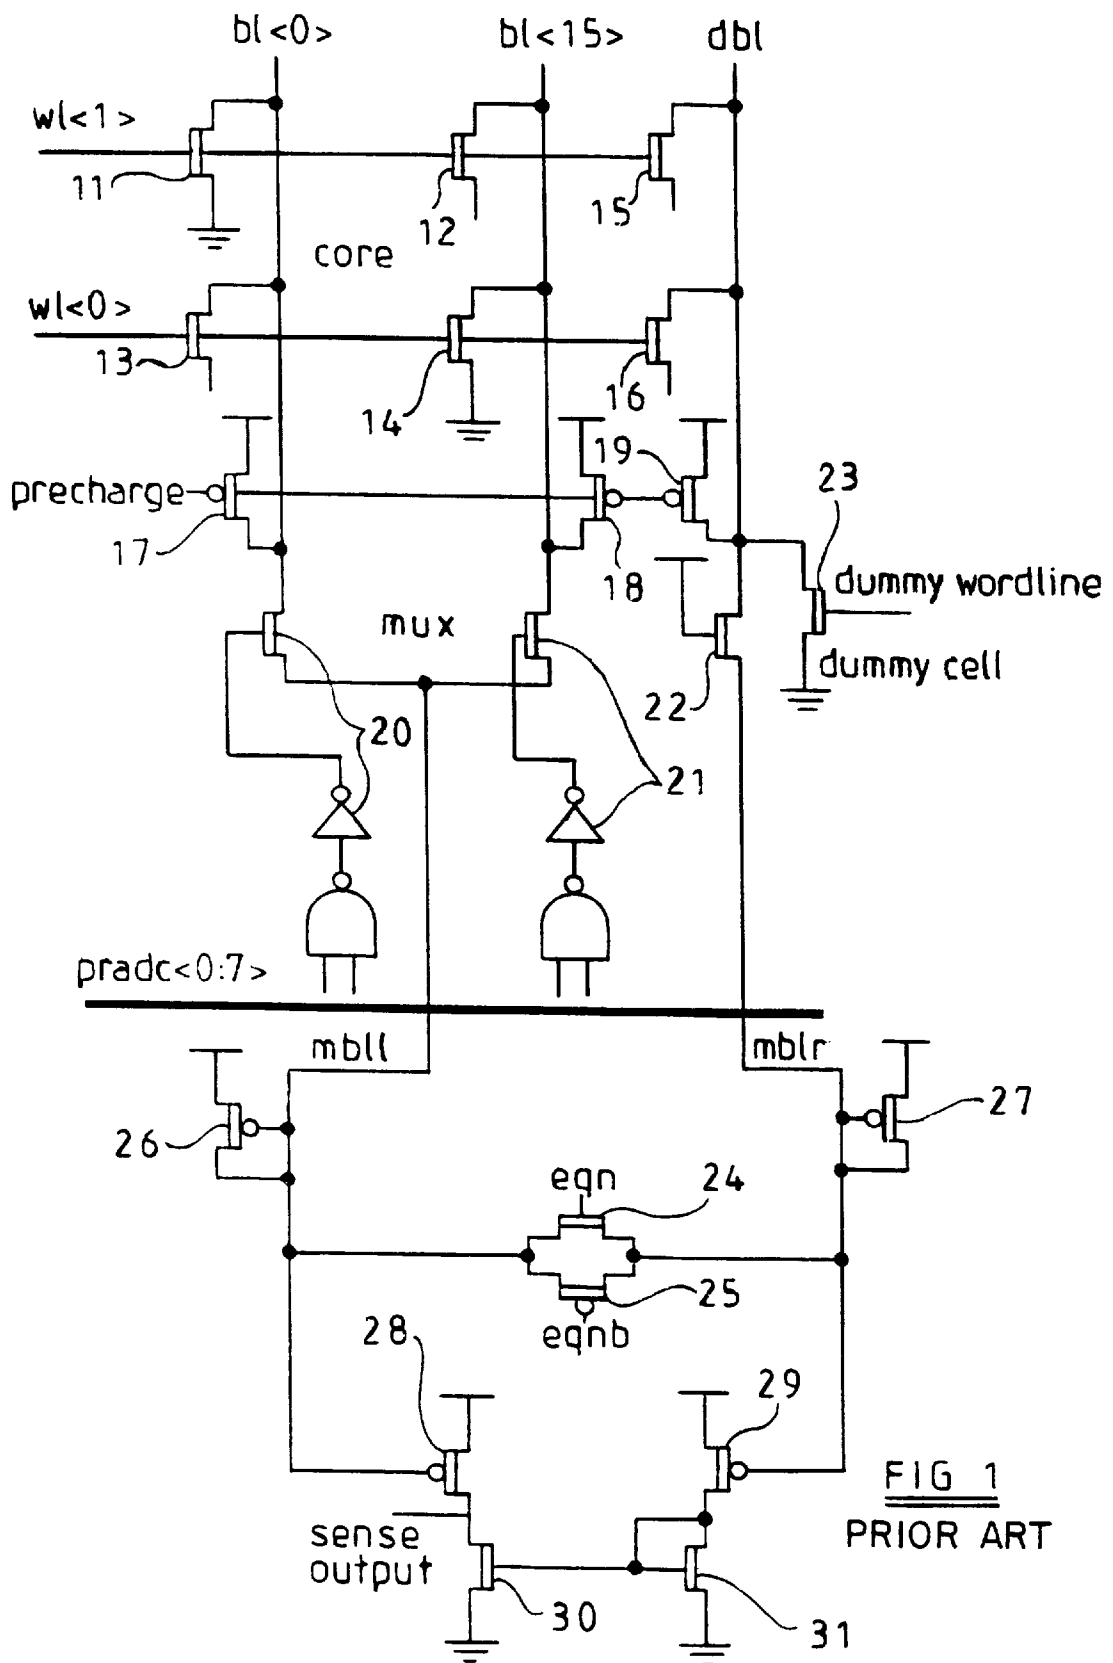 bl<0>
bl<15>
dbl
wl<1>
11
12
15
core
wl<0>
13
14
16
19
precharge
23
17
18
dummy wordline
mux
dummy cell
22
20
21
pradc<0:7>
mbll
mblr
26
27
eqn
24
25
eqnb
28
29
FIG 1
PRIOR ART
sense
output
30
31